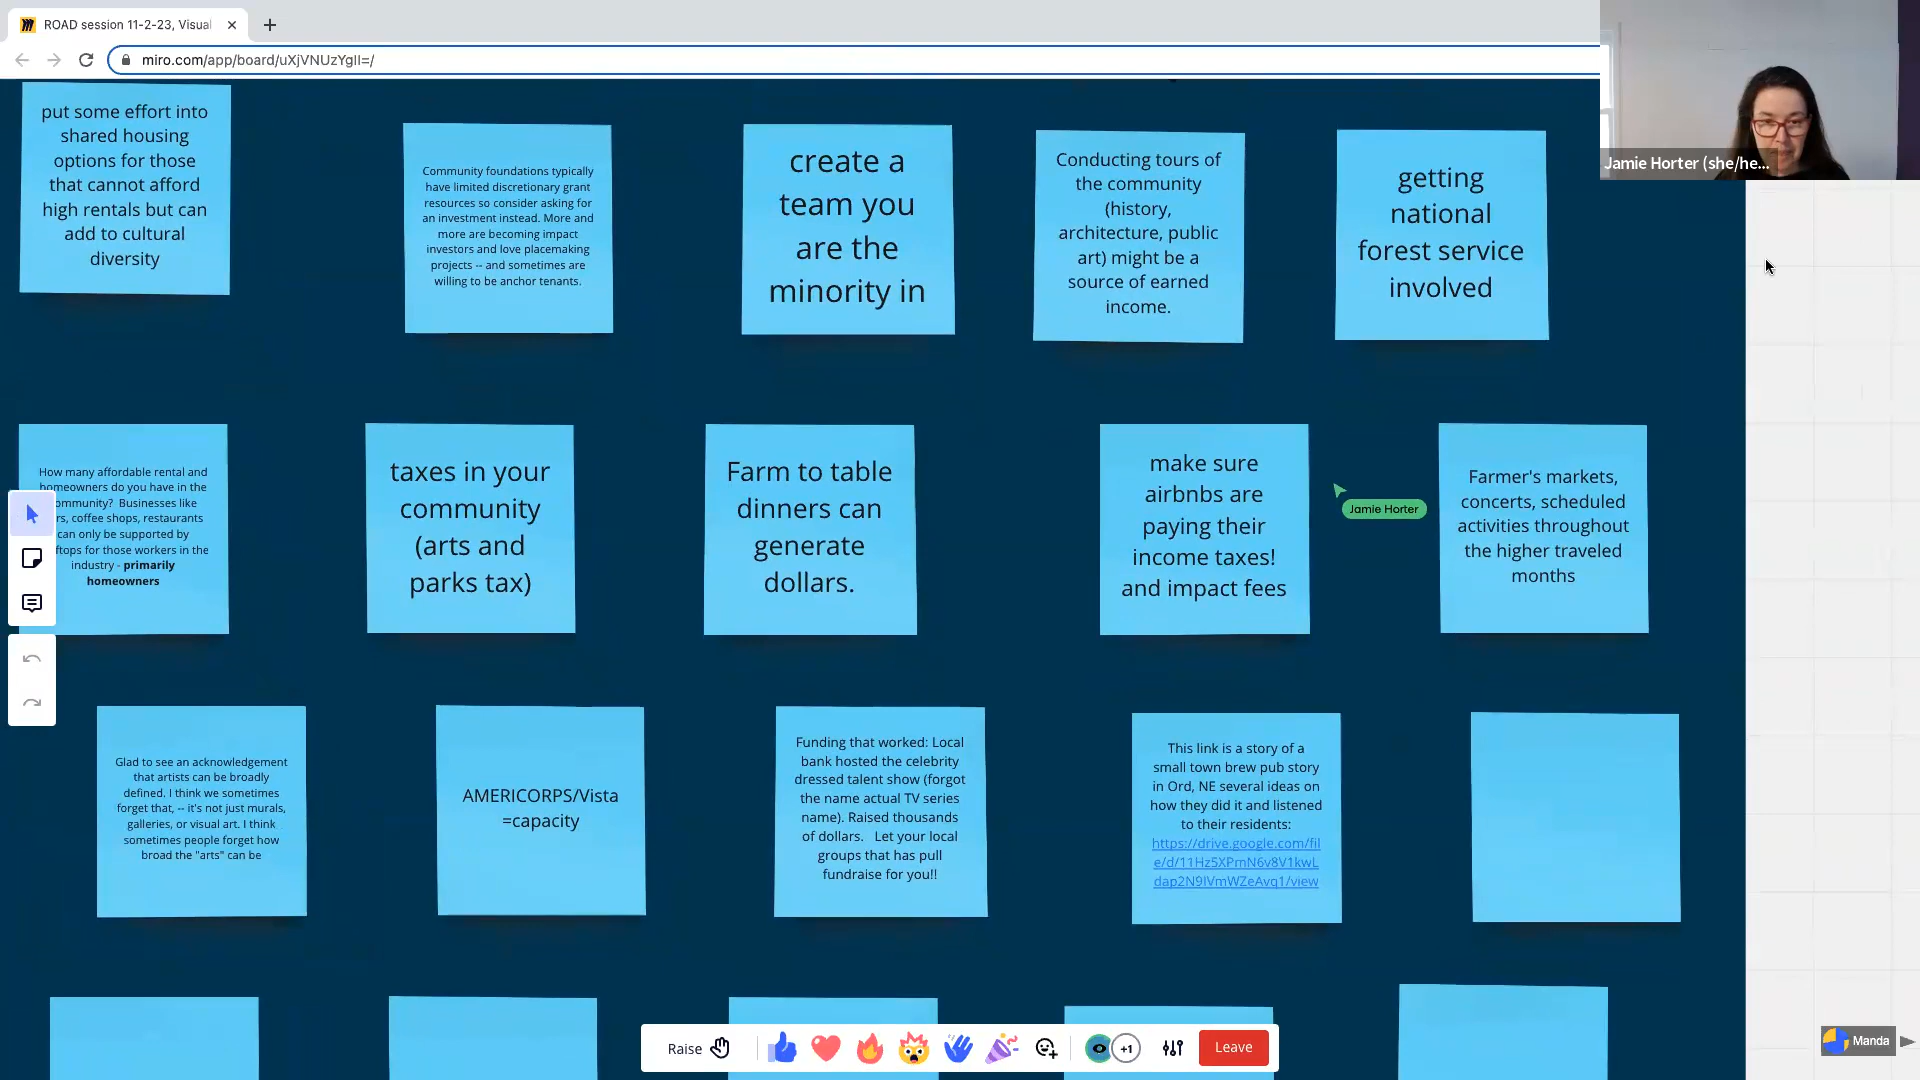 ROAD session 11-2-23, Visual
miro.com/app/board/uXjVNUzYgII=/
Jamie Horter (she/he...
put some effort into
shared housing
options for those
that cannot afford
high rentals but can
add to cultural
diversity
Community foundations typically
have limited discretionary grant
resources so consider asking for
an investment instead. More and
more are becoming impact
investors and love placemaking
projects -- and sometimes are
willing to be anchor tenants.
create a
team you
are the
minority in
Conducting tours of
the community
(history,
architecture, public
art) might be a
source of earned
income.
getting
national
forest service
involved
How many affordable rental and
homeowners do you have in the
ommunity? Businesses like
rs, coffee shops, restaurants
can only be supported by
ftops for those workers in the
industry - primarily
homeowners
taxes in your
community
(arts and
parks tax)
Farm to table
dinners can
generate
dollars.
make sure
airbnbs are
paying their
income taxes!
and impact fees
Jamie Horter
Farmer's markets,
concerts, scheduled
activities throughout
the higher traveled
months
Glad to see an acknowledgement
that artists can be broadly
defined. I think we sometimes
forget that, -- it's not just murals,
galleries, or visual art. I think
sometimes people forget how
broad the "arts" can be
AMERICORPS/Vista
=capacity
Funding that worked: Local
bank hosted the celebrity
dressed talent show (forgot
the name actual TV series
name). Raised thousands
of dollars. Let your local
groups that has pull
fundraise for you!!
This link is a story of a
small town brew pub story
in Ord, NE several ideas on
how they did it and listened
to their residents:
https://drive.google.com/fil
e/d/11Hz5XPmN6v8V1kwL
dap2N9IVmWZeAvq1/view
Raise
+1
Leave
Manda